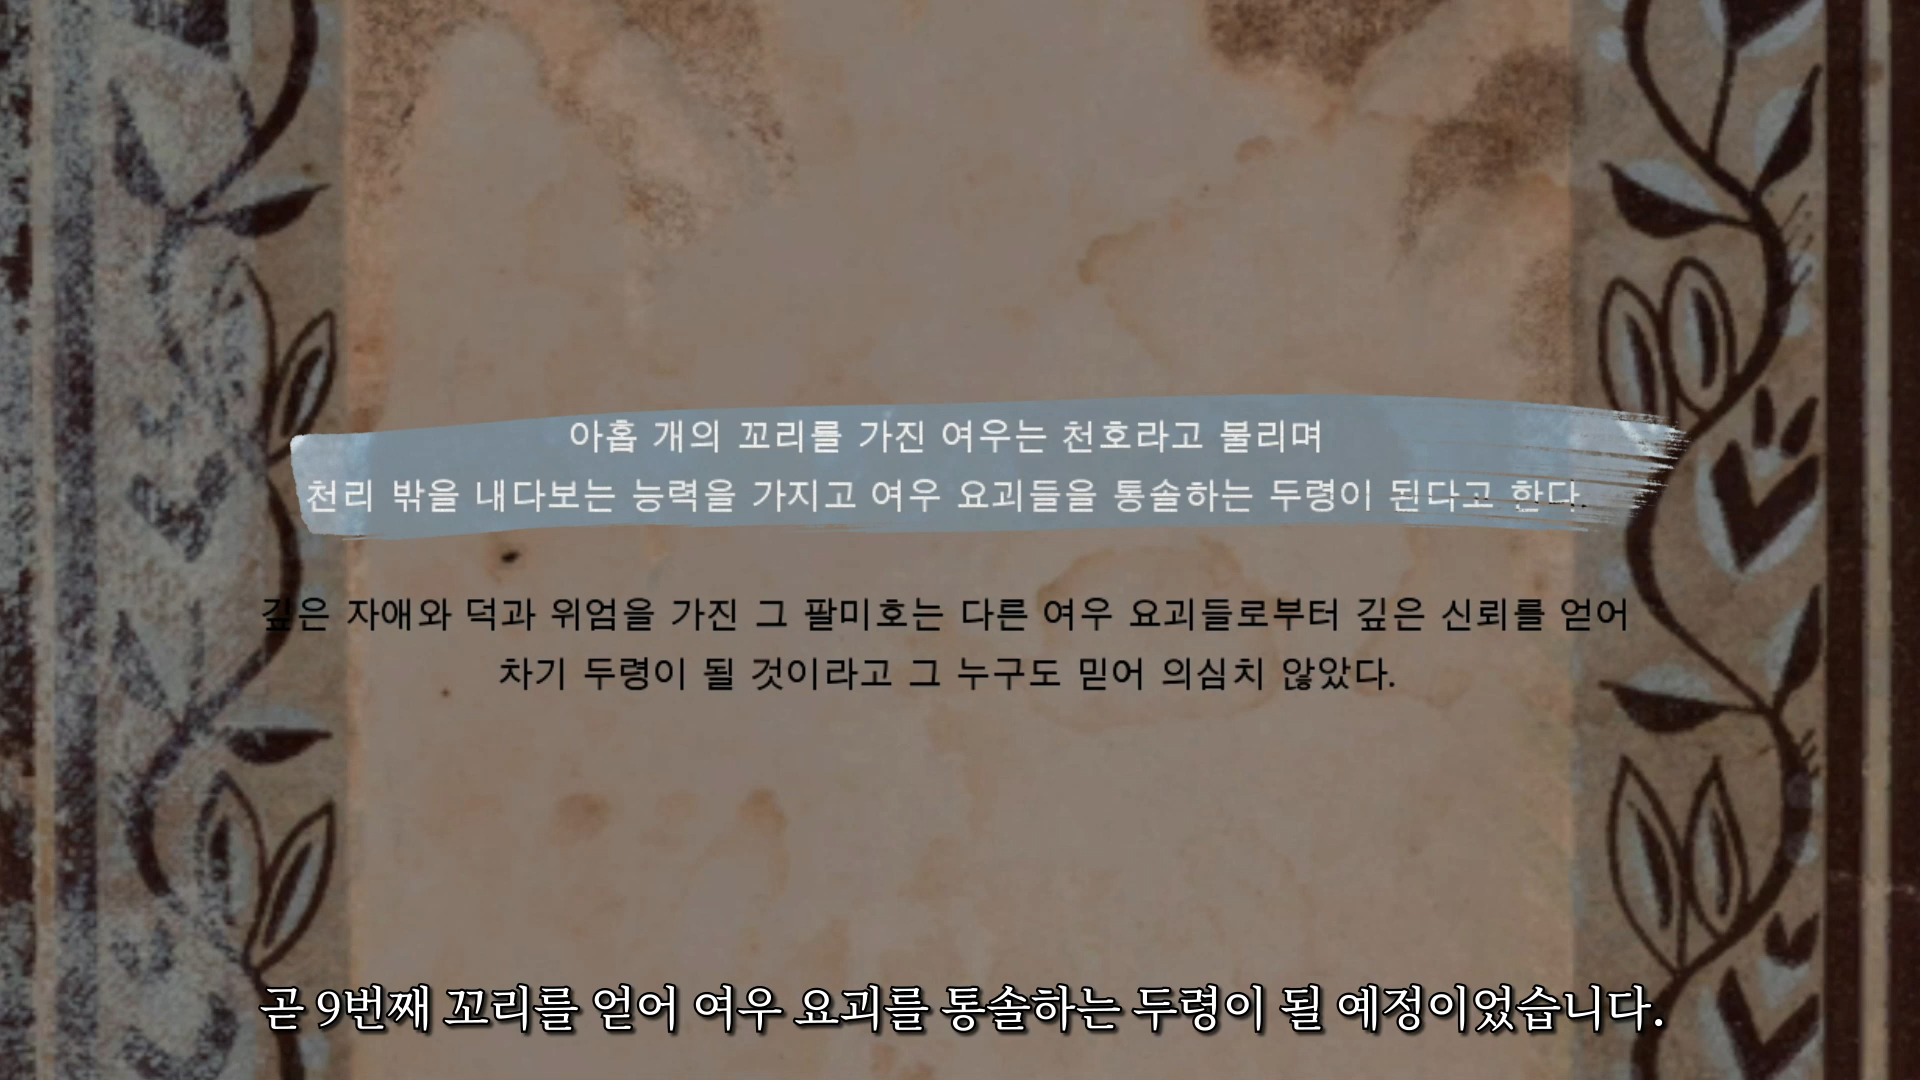 아홉 개의 꼬리를 가진 여우는 천호라고 불리며
천리 밖을 내다보는 능력을 가지고 여우 요괴들을 통솔하는 두령이 된다고 한다.
깊은 자애와 덕과 위엄을 가진 그 팔미호는 다른 여우 요괴들로부터 깊은 신뢰를 얻어
차기 두령이 될 것이라고 그 누구도 믿어 의심치 않았다.
곧 9번째 꼬리를 얻어 여우 요괴를 통솔하는 두령이 될 예정이었습니다.